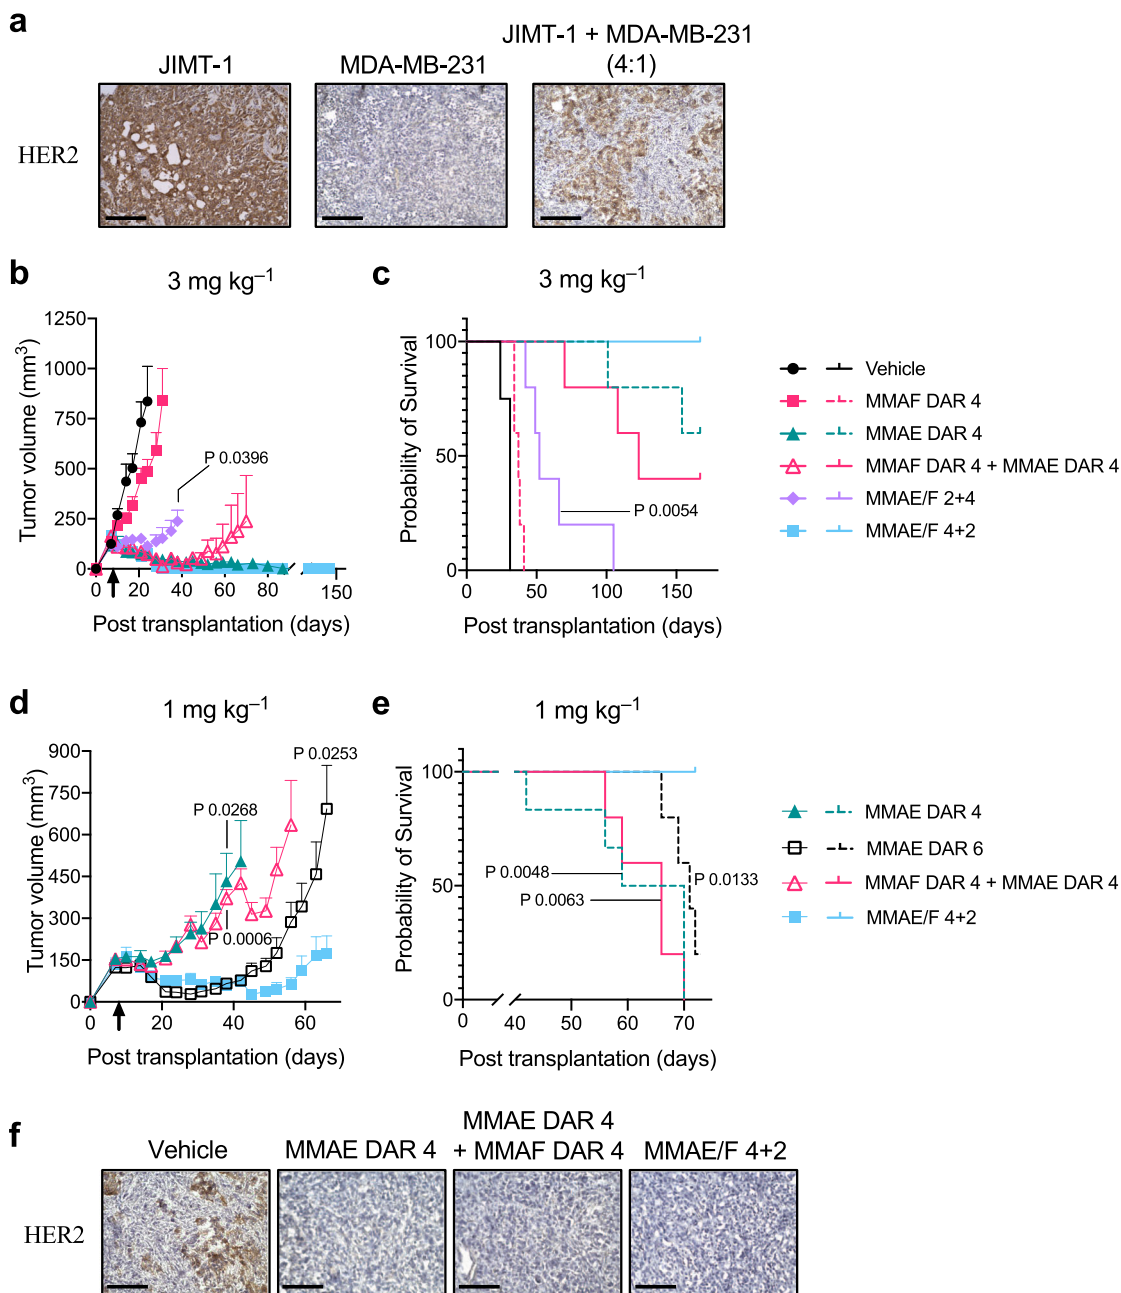 a
JIMT-1
MDA-MB-231
JIMT-1 + MDA-MB-231
(4:1)
HER2
b
3 mg kg⁻¹
Tumor volume (mm³)
1250
1000
750
500
250
0
P 0.0396
0 20 40 60 80 150
Post transplantation (days)
c
3 mg kg⁻¹
Probability of Survival
100
50
0
P 0.0054
0 50 100 150
Post transplantation (days)
Vehicle
MMAF DAR 4
MMAE DAR 4
MMAF DAR 4 + MMAE DAR 4
MMAE/F 2+4
MMAE/F 4+2
d
1 mg kg⁻¹
Tumor volume (mm³)
900
750
600
450
300
150
0
P 0.0253
P 0.0268
P 0.0006
0 20 40 60
Post transplantation (days)
e
1 mg kg⁻¹
Probability of Survival
100
50
0
P 0.0048
P 0.0063
P 0.0133
0 40 50 60 70
Post transplantation (days)
MMAE DAR 4
MMAE DAR 6
MMAF DAR 4 + MMAE DAR 4
MMAE/F 4+2
f
Vehicle
MMAE DAR 4
MMAE DAR 4
+ MMAF DAR 4
MMAE/F 4+2
HER2